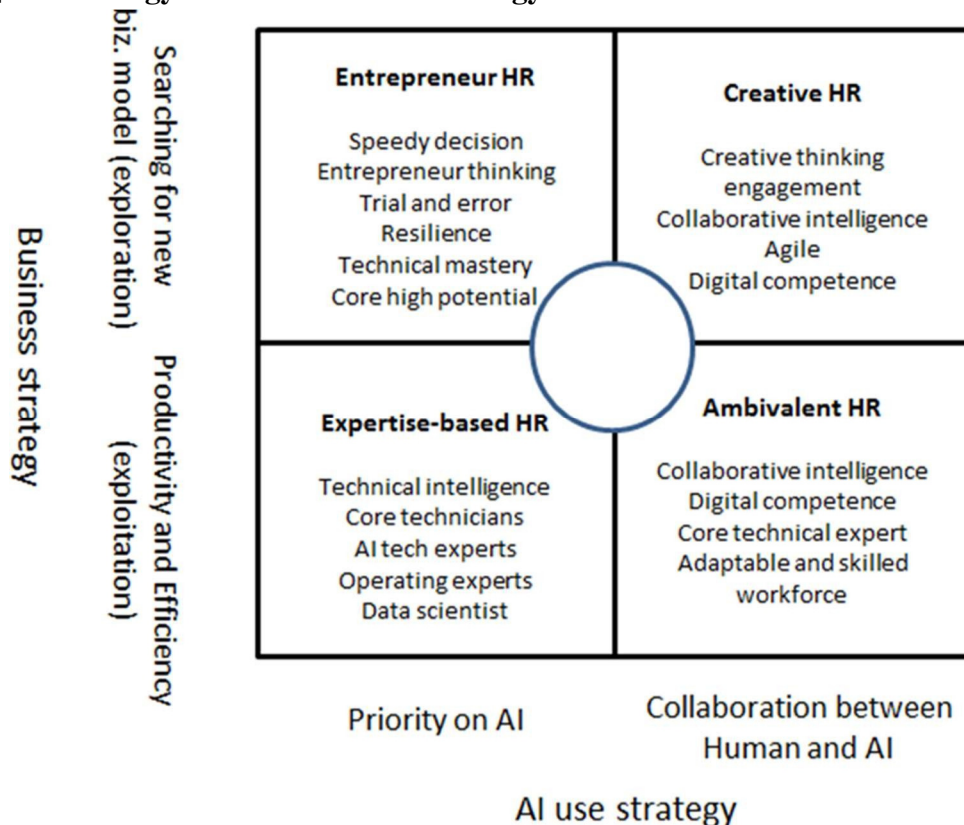 Business strategy
Searching for new
biz. model (exploration)
Productivity and Efficiency
(exploitation)
Entrepreneur HR
Speedy decision
Entrepreneur thinking
Trial and error
Resilience
Technical mastery
Core high potential
Creative HR
Creative thinking
engagement
Collaborative intelligence
Agile
Digital competence
Expertise-based HR
Technical intelligence
Core technicians
AI tech experts
Operating experts
Data scientist
Ambivalent HR
Collaborative intelligence
Digital competence
Core technical expert
Adaptable and skilled
workforce
Priority on AI
Collaboration between
Human and AI
AI use strategy